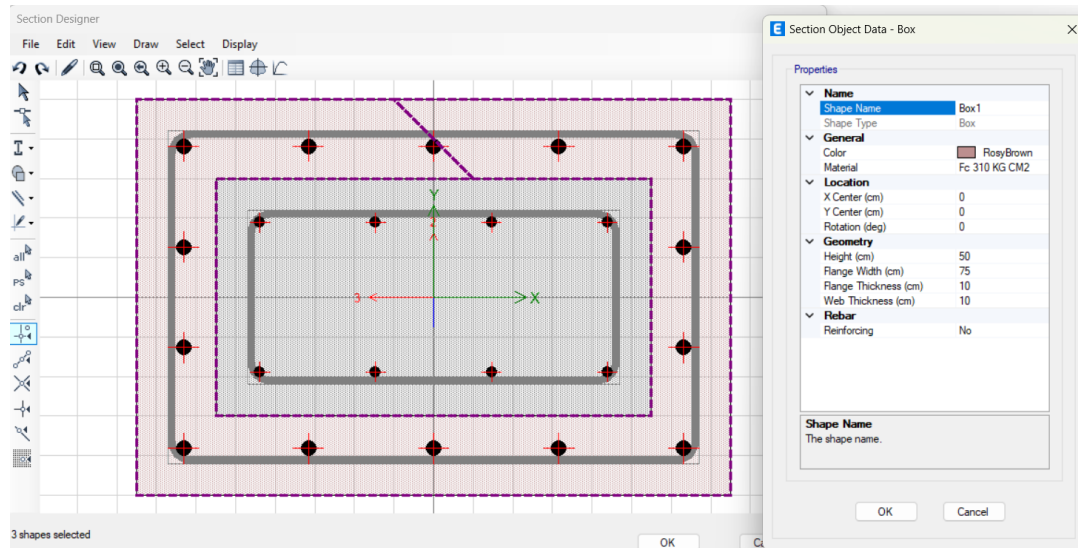 Section Designer
File Edit View Draw Select Display
all
PS
clr
Y
2
3
X
3 shapes selected
OK
Section Object Data - Box
Properties
Name
Shape Name Box1
Shape Type Box
General
Color RosyBrown
Material Fc 310 KG CM2
Location
X Center (cm) 0
Y Center (cm) 0
Rotation (deg) 0
Geometry
Height (cm) 50
Flange Width (cm) 75
Flange Thickness (cm) 10
Web Thickness (cm) 10
Rebar
Reinforcing No
Shape Name
The shape name.
OK Cancel